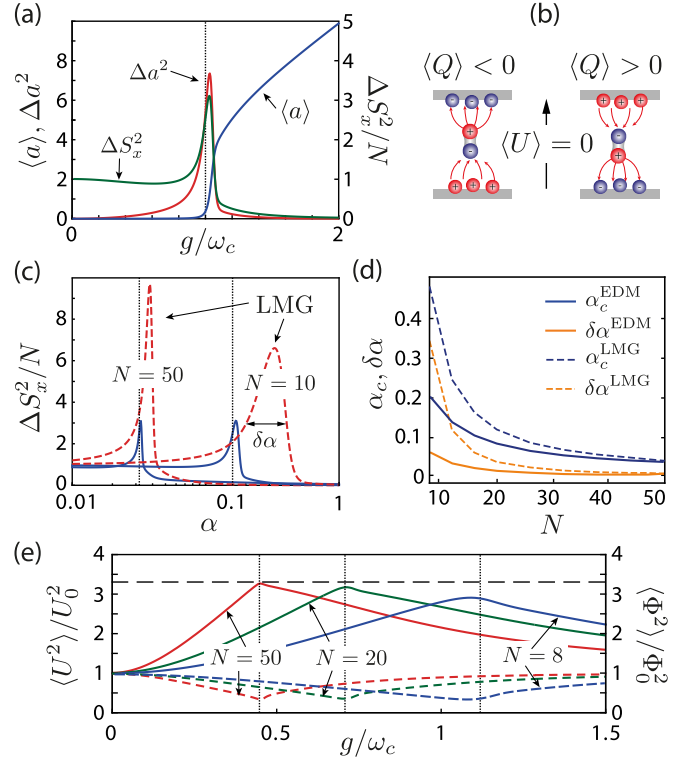 (a)
⟨a⟩, Δa²
8
6
4
2
0
0
1
2
g/ω_c
5
4
3
2
1
0
ΔS_x²/N
Δa²
⟨a⟩
ΔS_x²
(b)
⟨Q⟩ < 0
⟨Q⟩ > 0
⟨U⟩ = 0
(c)
ΔS_x²/N
8
6
4
2
0
0.01
0.1
1
α
LMG
N = 50
N = 10
δα
(d)
α_c, δα
0.4
0.3
0.2
0.1
0
10
20
30
40
50
N
α_c^EDM
δα^EDM
α_c^LMG
δα^LMG
(e)
⟨U²⟩/U₀²
4
3
2
1
0
0
0.5
1
1.5
g/ω_c
4
3
2
1
0
⟨Φ²⟩/Φ₀²
N = 50
N = 20
N = 8